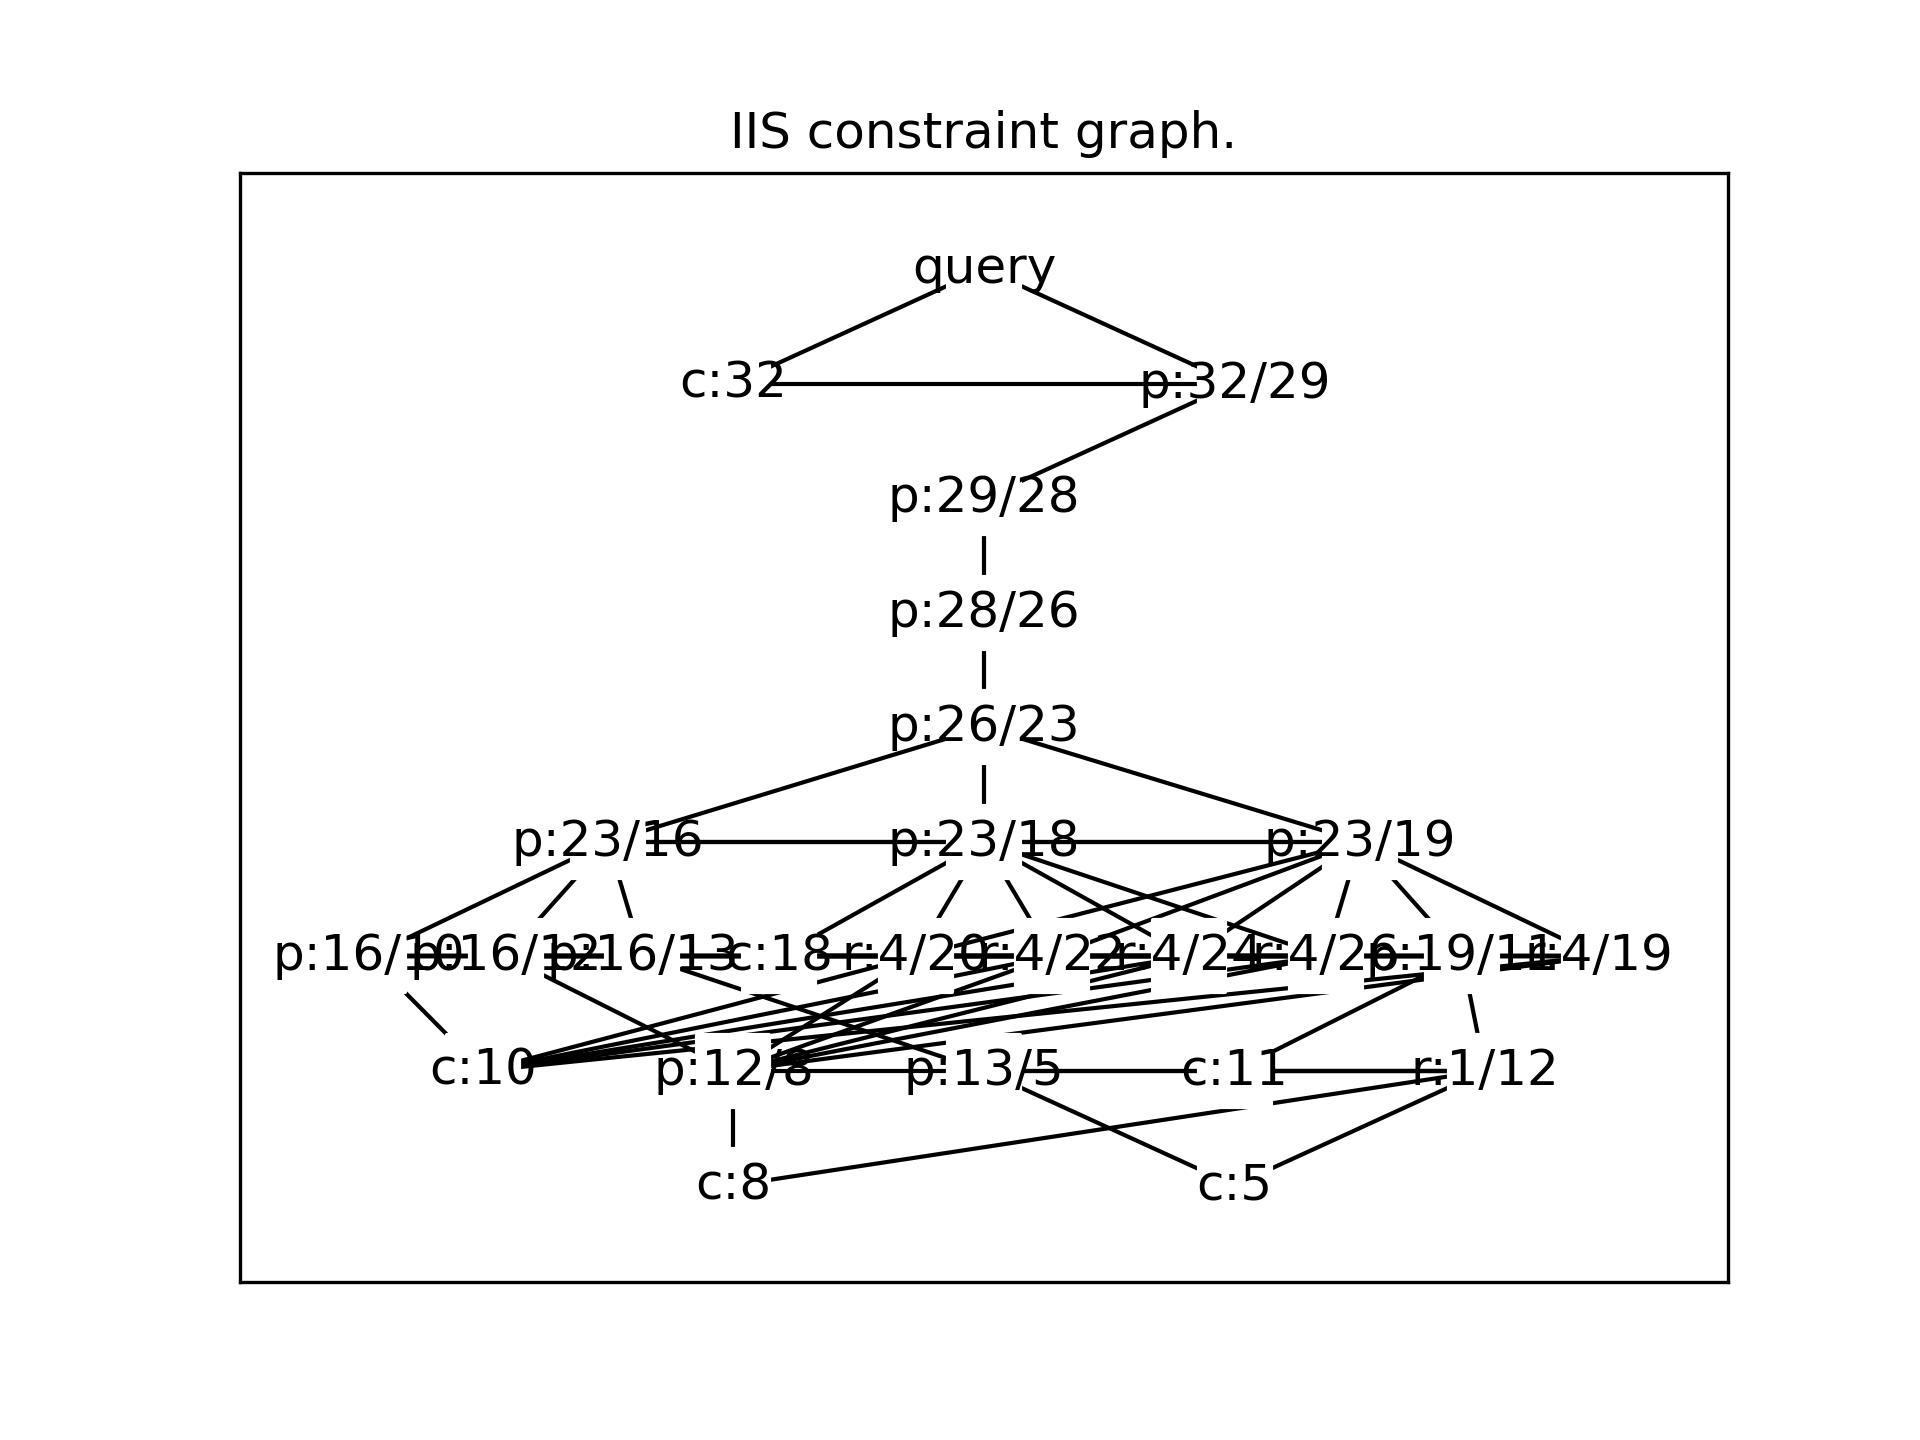 IIS constraint graph.
query
c:32 p:32/29
p:29/28
p:28/26
p:26/23
p:23/16 p:23/18 p:23/19
p:16/10 p:16/12 p:16/13 c:18 r:4/20 r:4/22 r:4/24 r:4/26 p:19/11 r:4/19
c:10 p:12/8 p:13/5 c:11 r:1/12
c:8 c:5